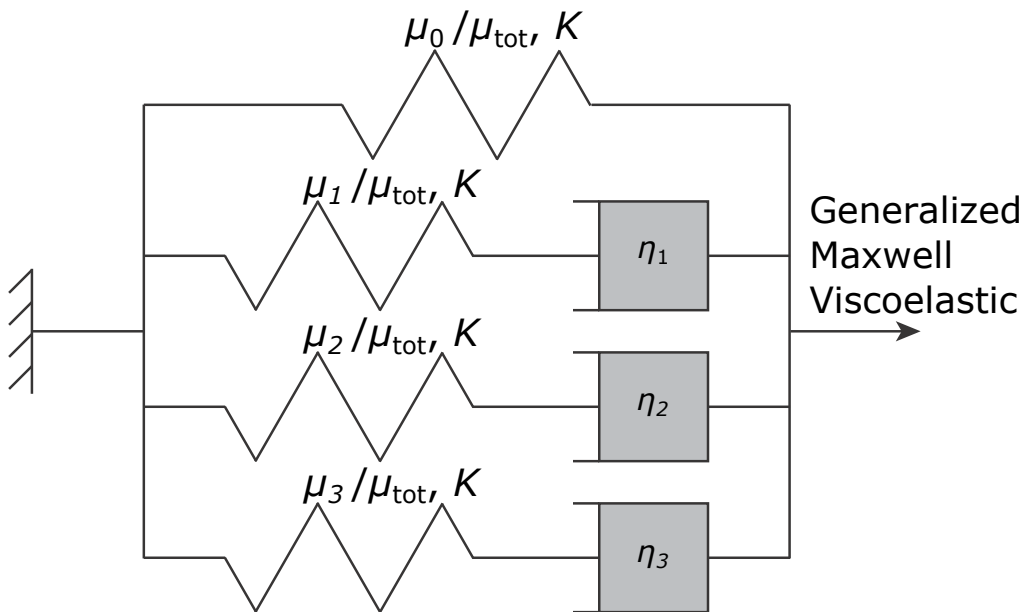 μ0/μtot, K
μ1/μtot, K
η1
Generalized
Maxwell
Viscoelastic
μ2/μtot, K
η2
μ3/μtot, K
η3